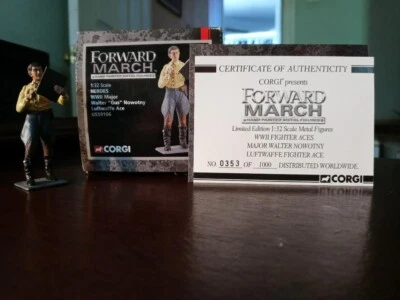 FORWARD
MARCH
1:32 Scale
HEROES
WWII Major
Walter "Gus" Nowotny
Luftwaffe Ace
CORGI
CERTIFICATE OF AUTHENTICITY
CORGI presents
FORWARD
MARCH
Limited Edition 1:32 Scale Metal Figures
WWII FIGHTER ACES
MAJOR WALTER NOWOTNY
LUFTWAFFE FIGHTER ACE
NO. 0353 OF 1000 DISTRIBUTED WORLDWIDE.
CORGI